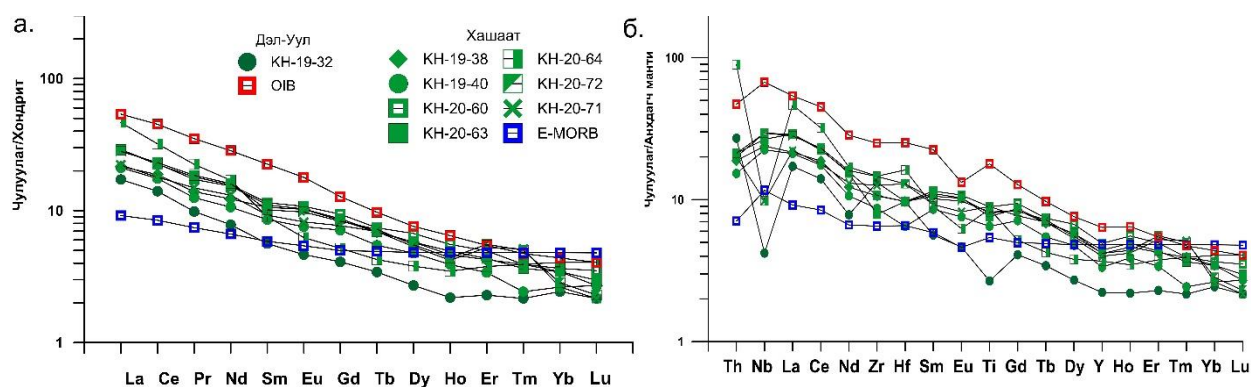 а.
Дэл-Уул
KH-19-32
OIB
Хашаат
KH-19-38
KH-20-64
KH-19-40
KH-20-72
KH-20-60
KH-20-71
KH-20-63
E-MORB
Чулуулаг/Хондрит
100
10
1
La Ce Pr Nd Sm Eu Gd Tb Dy Ho Er Tm Yb Lu
б.
Чулуулаг/Анхдагч манти
100
10
1
Th Nb La Ce Nd Zr Hf Sm Eu Ti Gd Tb Dy Y Ho Er Tm Yb Lu